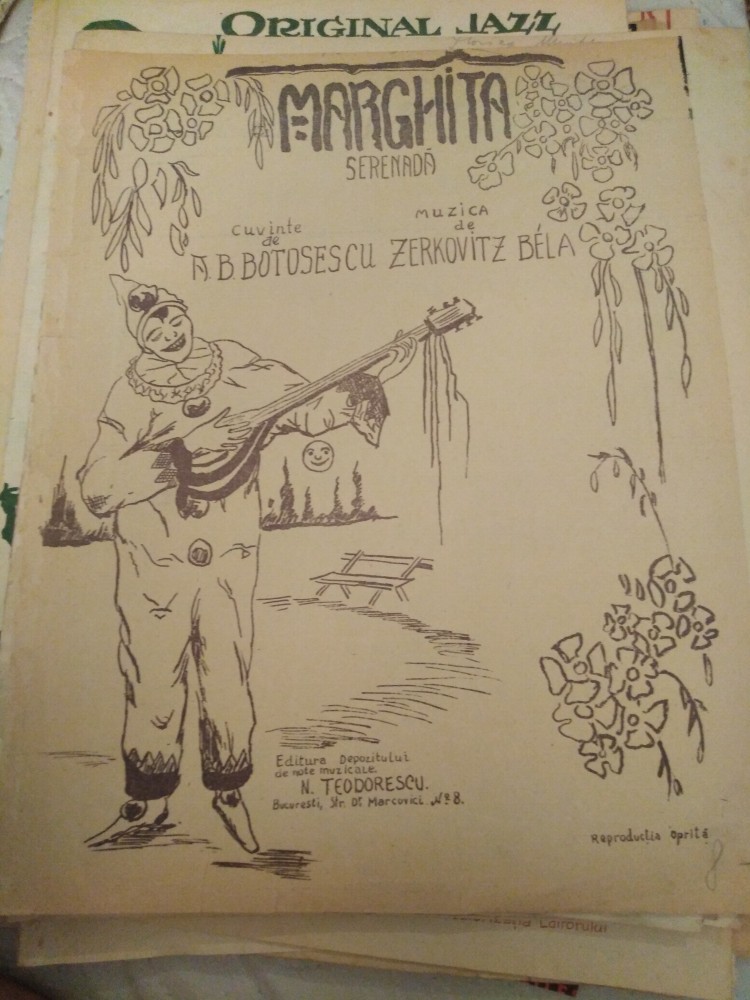 ORIGINAL JAZZ
MARGHITA
SERENADĂ
Cuvinte
de
A. B. BOTOSESCU
MUZICA
de
ZERKOVITZ BÉLA
Editura Depozitului
de note muzicale
N. TEODORESCU.
Bucuresti, Str. Dr. Marcovici Nº 8.
Reproducția oprită
8